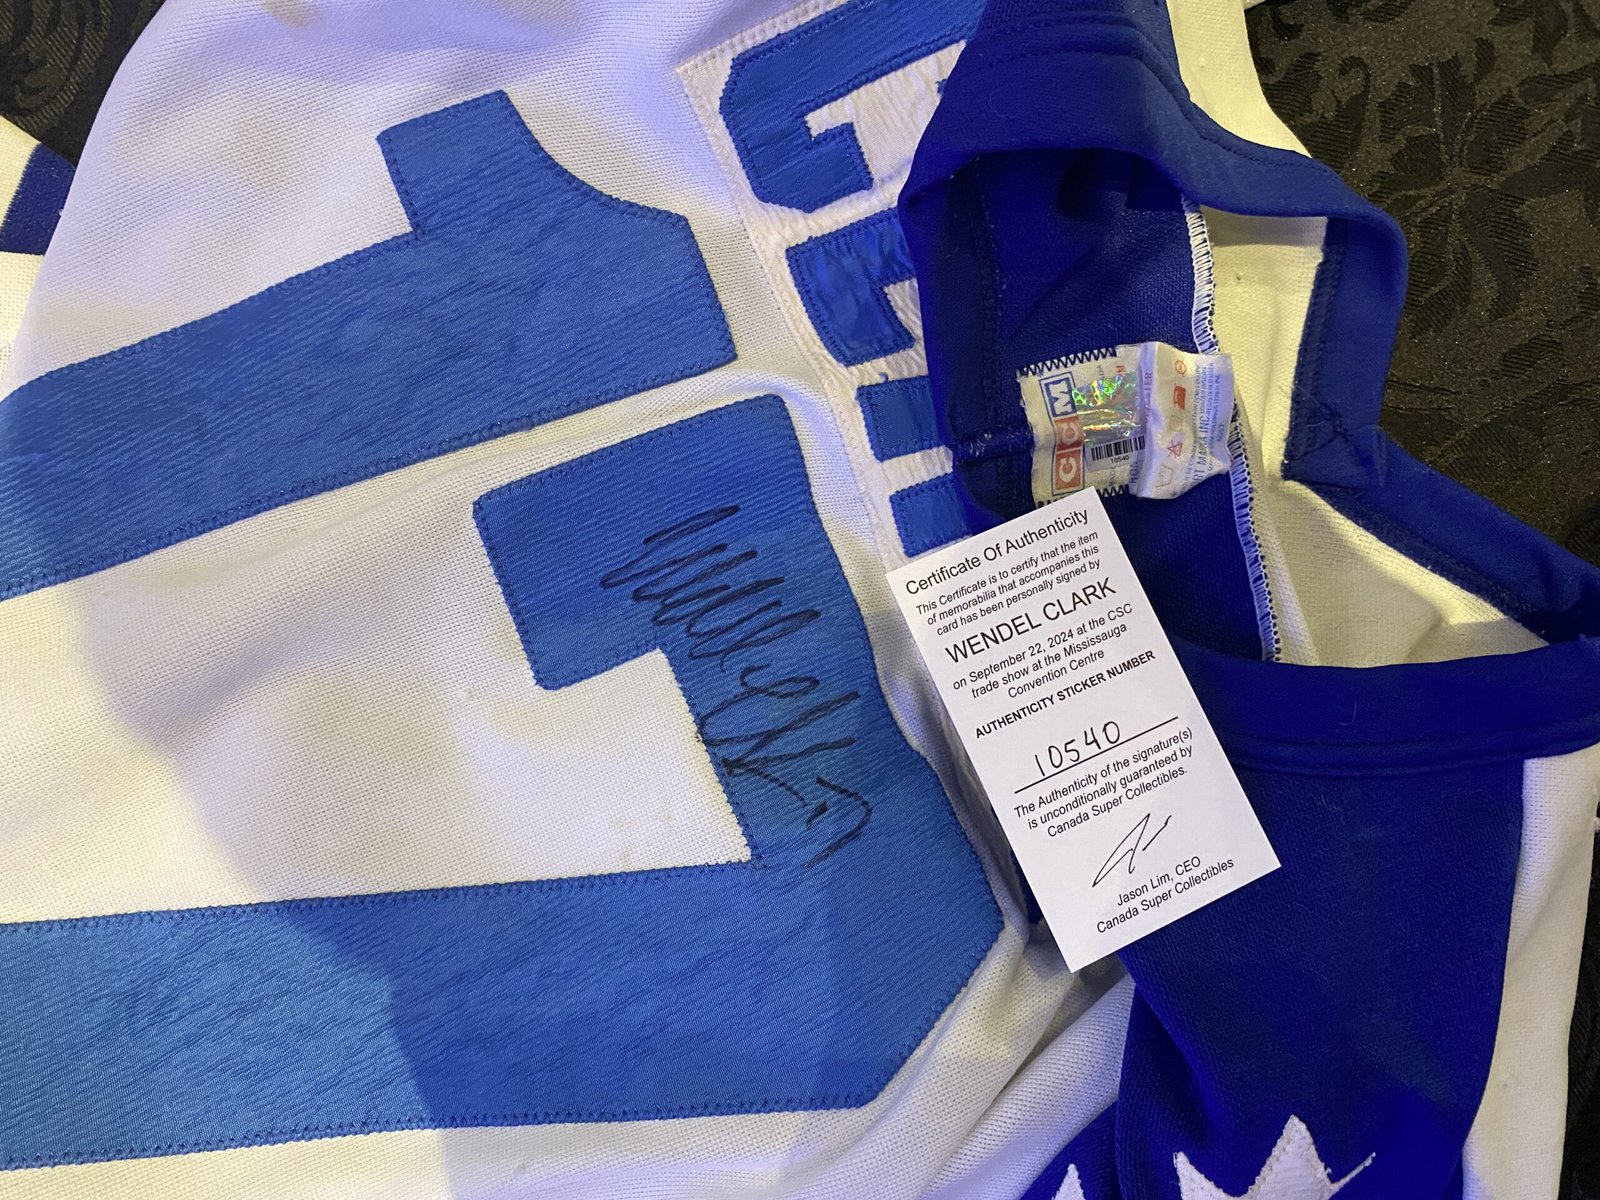 17
CCM
10540
Certificate Of Authenticity
This Certificate is to certify that the item
of memorabilia that accompanies this
card has been personally signed by
WENDEL CLARK
on September 22, 2024 at the CSC
trade show at the Mississauga
Convention Centre
AUTHENTICITY STICKER NUMBER
10540
The Authenticity of the signature(s)
is unconditionally guaranteed by
Canada Super Collectibles.
Jason Lim, CEO
Canada Super Collectibles